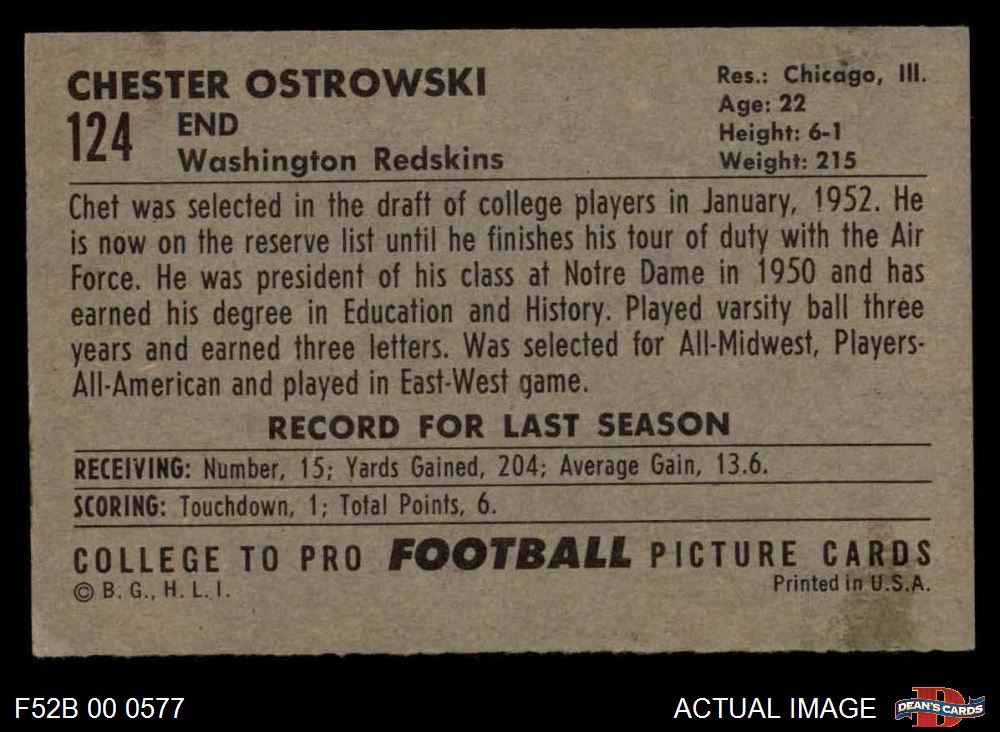 CHESTER OSTROWSKI
124 END
Washington Redskins
Res.: Chicago, Ill.
Age: 22
Height: 6-1
Weight: 215
Chet was selected in the draft of college players in January, 1952. He
is now on the reserve list until he finishes his tour of duty with the Air
Force. He was president of his class at Notre Dame in 1950 and has
earned his degree in Education and History. Played varsity ball three
years and earned three letters. Was selected for All-Midwest, Players-
All-American and played in East-West game.
RECORD FOR LAST SEASON
RECEIVING: Number, 15; Yards Gained, 204; Average Gain, 13.6.
SCORING: Touchdown, 1; Total Points, 6.
COLLEGE TO PRO FOOTBALL PICTURE CARDS
© B. G., H. L. I.
Printed in U.S.A.
F52B 00 0577
ACTUAL IMAGE
D
DEAN'S CARDS